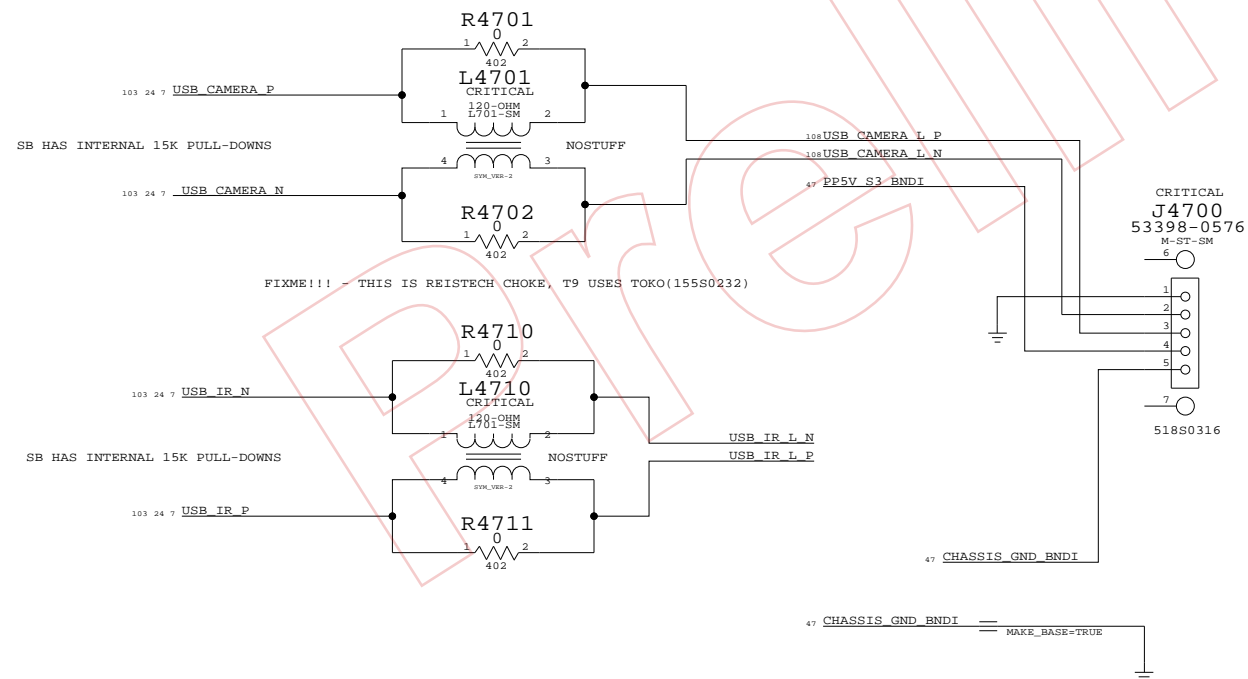 R4701
0
1 2
402
L4701
CRITICAL
120-OHM
L701-SM
1 2
103 24 7 USB_CAMERA_P
SB HAS INTERNAL 15K PULL-DOWNS
NOSTUFF
4 3
SYM_VER-2
103 24 7 USB_CAMERA_N
R4702
0
1 2
402
108 USB_CAMERA_L_P
108 USB_CAMERA_L_N
47 PP5V_S3_BNDI
CRITICAL
J4700
53398-0576
M-ST-SM
6
1
2
3
4
5
7
518S0316
FIXME!!! - THIS IS REISTECH CHOKE, T9 USES TOKO(155S0232)
R4710
0
1 2
402
L4710
CRITICAL
120-OHM
L701-SM
1 2
103 24 7 USB_IR_N
SB HAS INTERNAL 15K PULL-DOWNS
NOSTUFF
4 3
SYM_VER-2
103 24 7 USB_IR_P
R4711
0
1 2
402
USB_IR_L_N
USB_IR_L_P
47 CHASSIS_GND_BNDI
47 CHASSIS_GND_BNDI
MAKE_BASE=TRUE
Preli